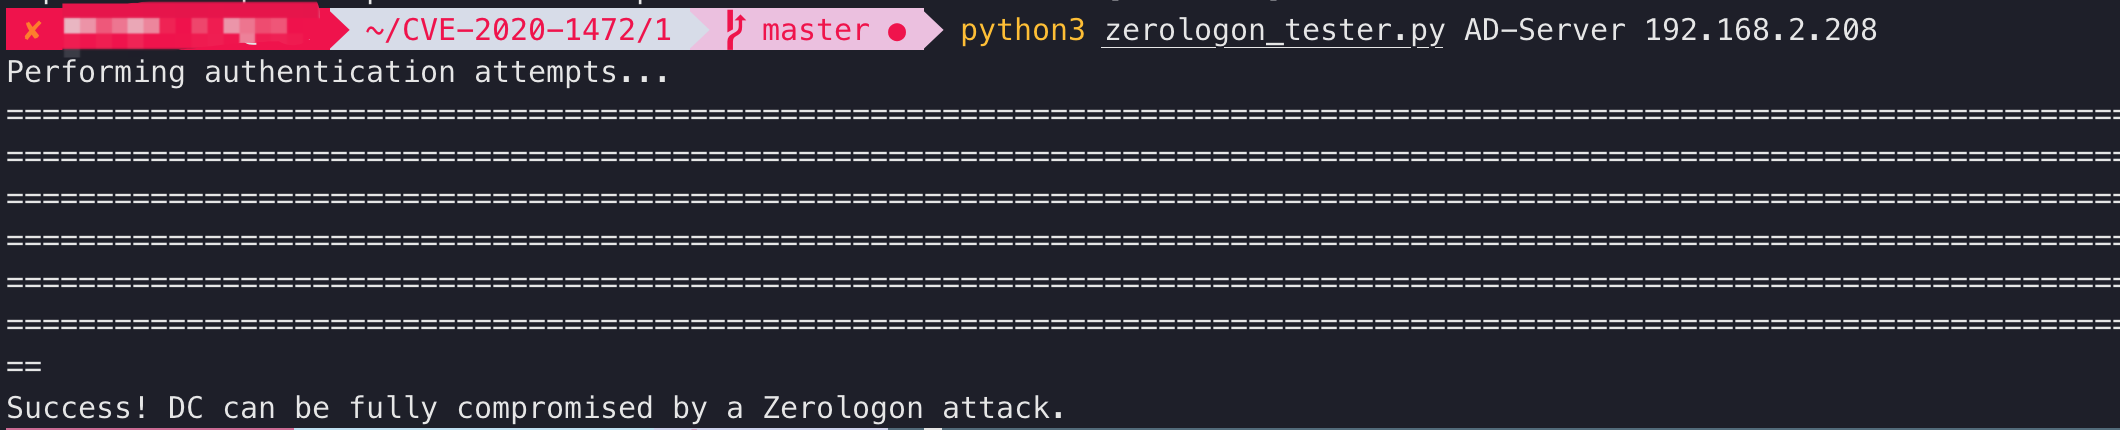 ✘ ~/CVE-2020-1472/1 master ● python3 zerologon_tester.py AD-Server 192.168.2.208
Performing authentication attempts...
======================================================================================================================
======================================================================================================================
======================================================================================================================
======================================================================================================================
======================================================================================================================
======================================================================================================================
==
Success! DC can be fully compromised by a Zerologon attack.